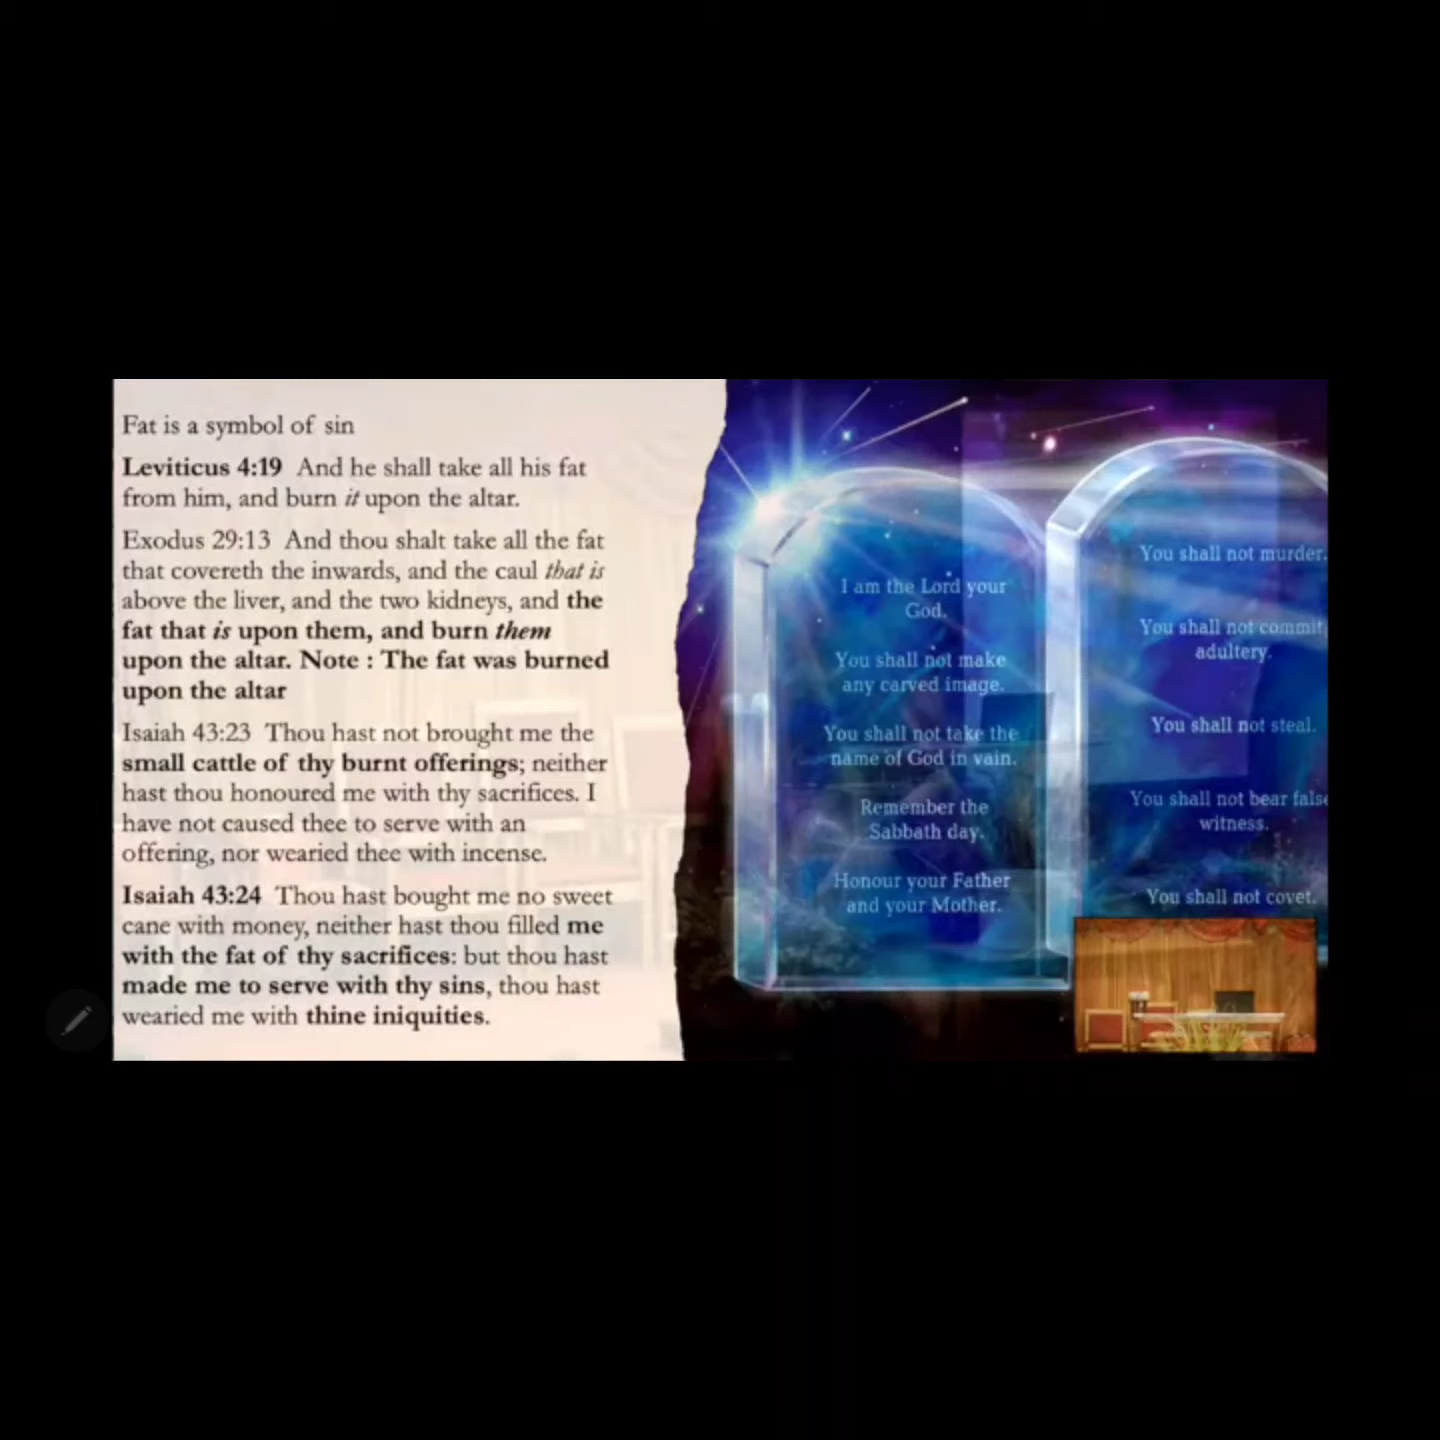 Fat is a symbol of sin
Leviticus 4:19 And he shall take all his fat
from him, and burn it upon the altar.
Exodus 29:13 And thou shalt take all the fat
that covereth the inwards, and the caul that is
above the liver, and the two kidneys, and the
fat that is upon them, and burn them
upon the altar. Note : The fat was burned
upon the altar
Isaiah 43:23 Thou hast not brought me the
small cattle of thy burnt offerings; neither
hast thou honoured me with thy sacrifices. I
have not caused thee to serve with an
offering, nor wearied thee with incense.
Isaiah 43:24 Thou hast bought me no sweet
cane with money, neither hast thou filled me
with the fat of thy sacrifices: but thou hast
made me to serve with thy sins, thou hast
wearied me with thine iniquities.
I am the Lord your
God.
You shall not make
any carved image.
You shall not take the
name of God in vain.
Remember the
Sabbath day.
Honour your Father
and your Mother.
You shall not murder.
You shall not commit
adultery.
You shall not steal.
You shall not bear false
witness.
You shall not covet.